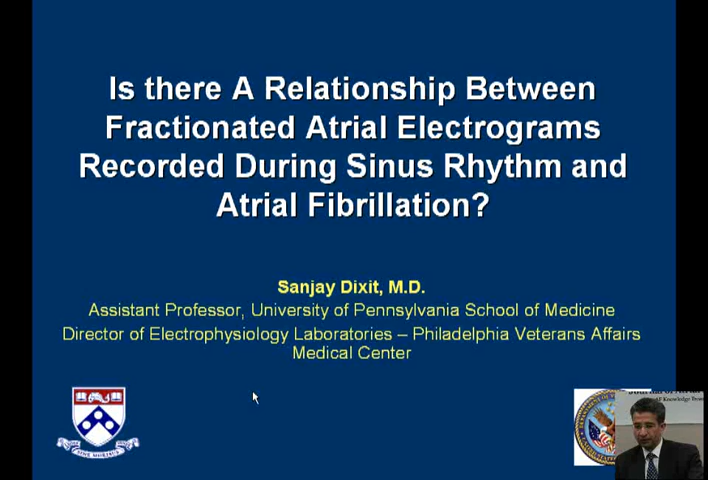 Is there A Relationship Between
Fractionated Atrial Electrograms
Recorded During Sinus Rhythm and
Atrial Fibrillation?
Sanjay Dixit, M.D.
Assistant Professor, University of Pennsylvania School of Medicine
Director of Electrophysiology Laboratories – Philadelphia Veterans Affairs
Medical Center